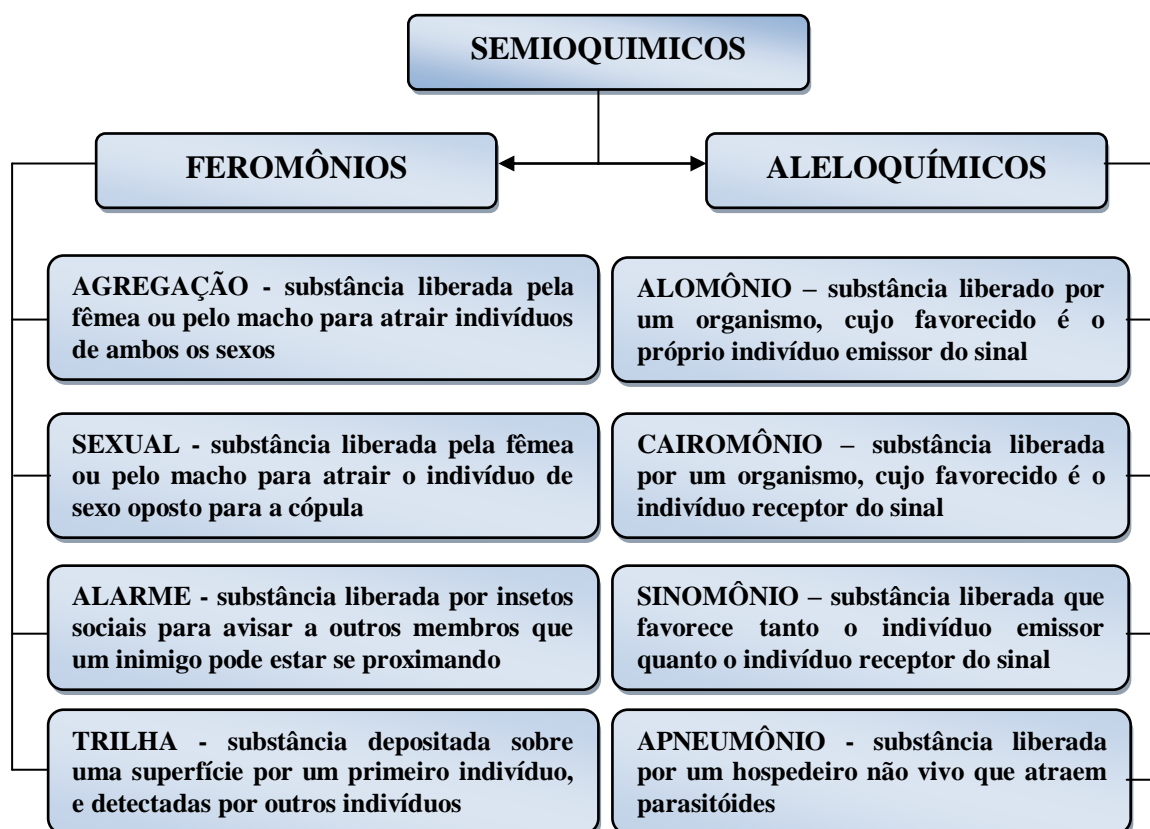 SEMIOQUIMICOS
FEROMÔNIOS
ALELOQUÍMICOS
AGREGAÇÃO - substância liberada pela
fêmea ou pelo macho para atrair indivíduos
de ambos os sexos
SEXUAL - substância liberada pela fêmea
ou pelo macho para atrair o indivíduo de
sexo oposto para a cópula
ALARME - substância liberada por insetos
sociais para avisar a outros membros que
um inimigo pode estar se proximando
TRILHA - substância depositada sobre
uma superfície por um primeiro indivíduo,
e detectadas por outros indivíduos
ALOMÔNIO – substância liberado por
um organismo, cujo favorecido é o
próprio indivíduo emissor do sinal
CAIROMÔNIO – substância liberada
por um organismo, cujo favorecido é o
indivíduo receptor do sinal
SINOMÔNIO – substância liberada que
favorece tanto o indivíduo emissor
quanto o indivíduo receptor do sinal
APNEUMÔNIO - substância liberada
por um hospedeiro não vivo que atraem
parasitóides